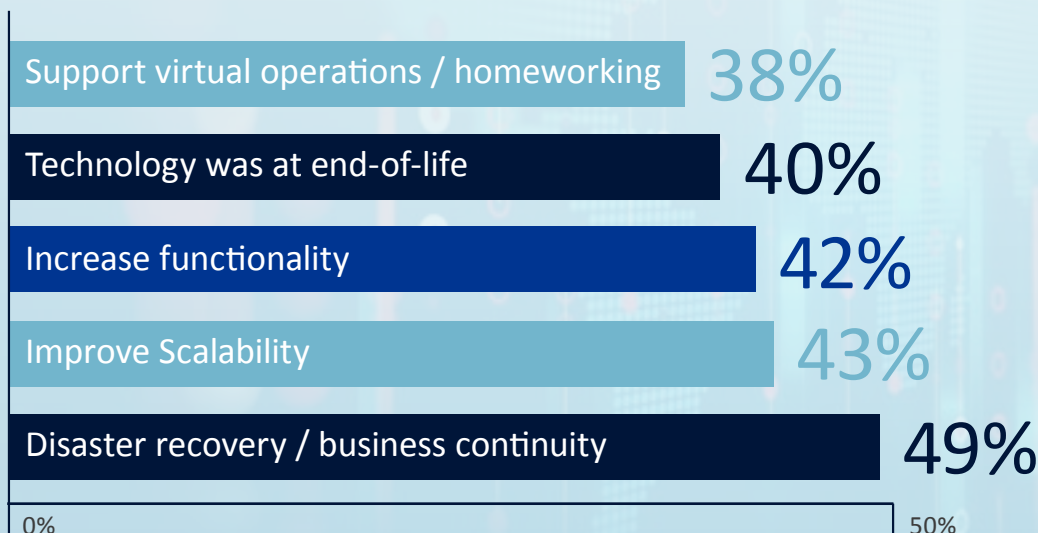 Support virtual operations / homeworking 38%
Technology was at end-of-life 40%
Increase functionality 42%
Improve Scalability 43%
Disaster recovery / business continuity 49%
0% 50%